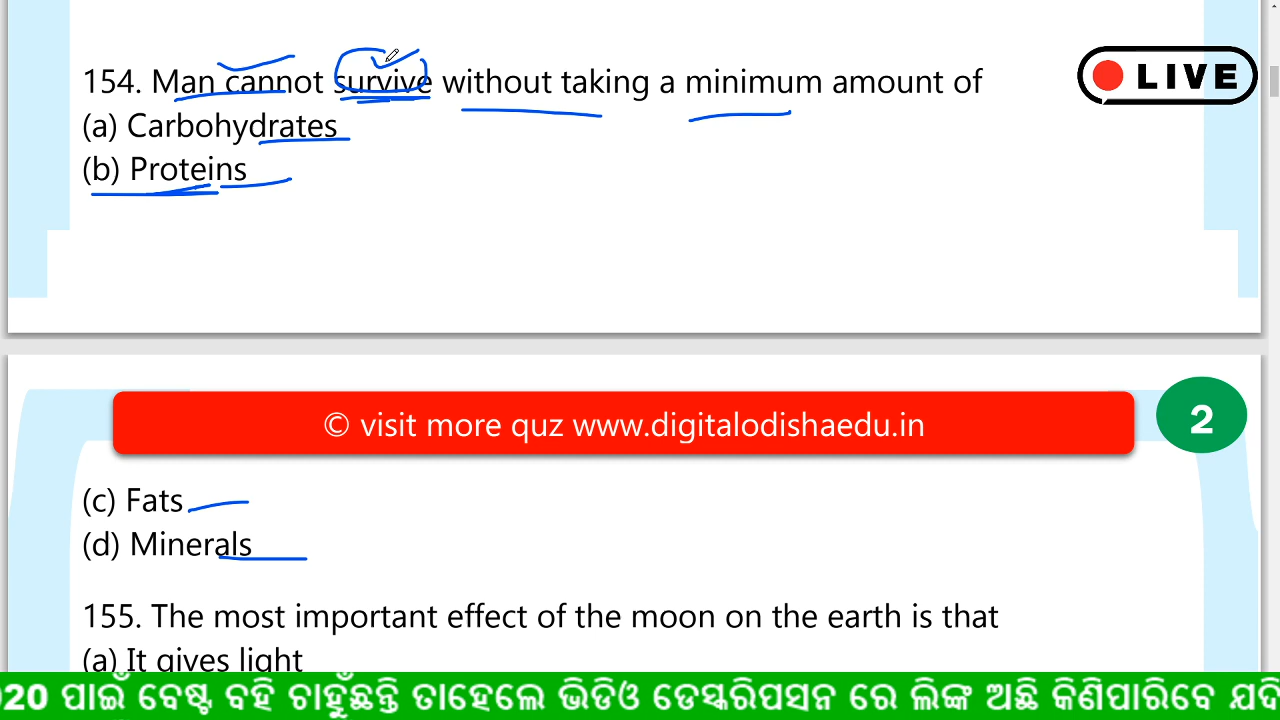 154. Man cannot survive without taking a minimum amount of
LIVE
(a) Carbohydrates
(b) Proteins
© visit more quz www.digitalodishaedu.in
2
(c) Fats
(d) Minerals
155. The most important effect of the moon on the earth is that
(a) It gives light
020 ପାଇଁ ବେଷ୍ଟ ବହି ଚାହୁଁଛନ୍ତି ତାହେଲେ ଭିଡିଓ ଡେସ୍କରିପସନ ରେ ଲିଙ୍କ ଅଛି କିଣିପାରିବେ ଯଦି